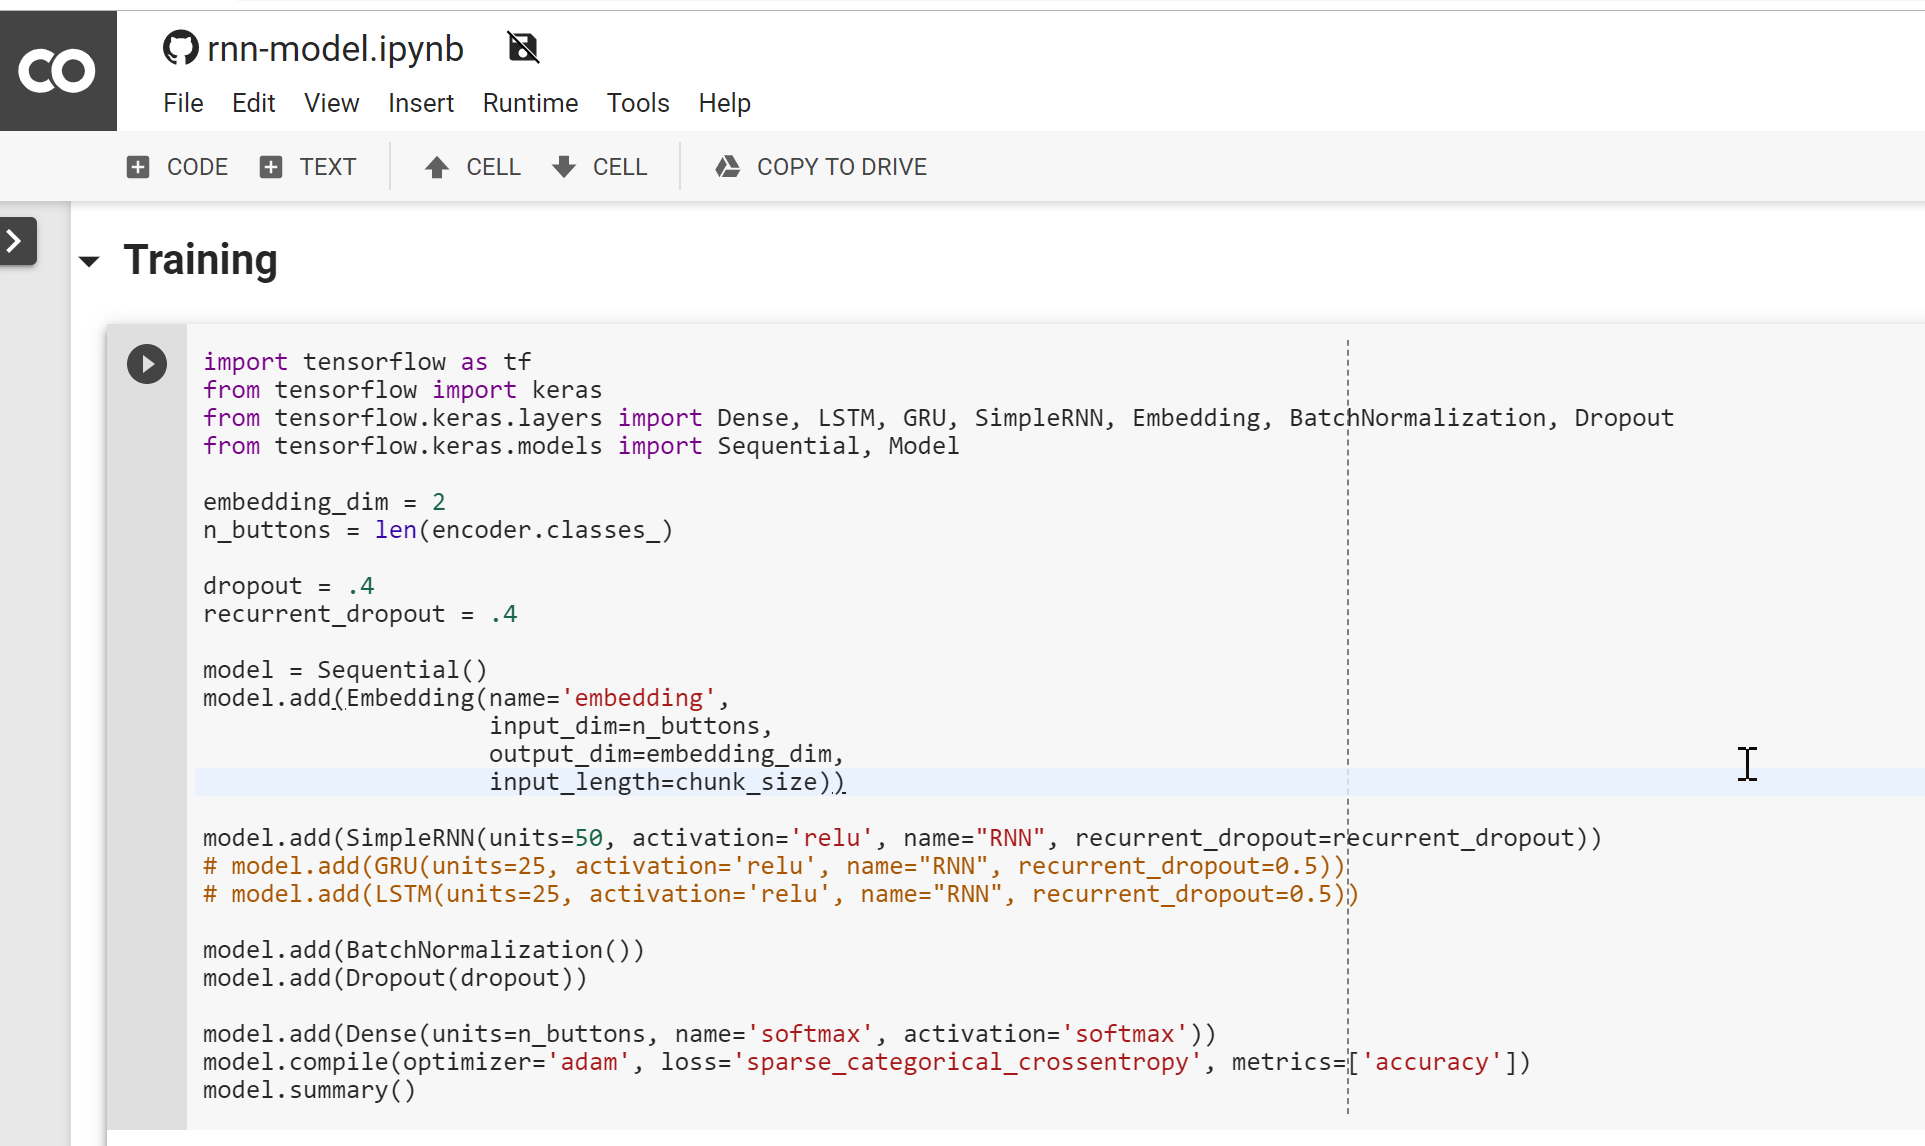 CO
rnn-model.ipynb
File Edit View Insert Runtime Tools Help
CODE TEXT CELL CELL COPY TO DRIVE
Training
import tensorflow as tf
from tensorflow import keras
from tensorflow.keras.layers import Dense, LSTM, GRU, SimpleRNN, Embedding, BatchNormalization, Dropout
from tensorflow.keras.models import Sequential, Model
embedding_dim = 2
n_buttons = len(encoder.classes_)
dropout = .4
recurrent_dropout = .4
model = Sequential()
model.add(Embedding(name='embedding',
input_dim=n_buttons,
output_dim=embedding_dim,
input_length=chunk_size))
model.add(SimpleRNN(units=50, activation='relu', name="RNN", recurrent_dropout=recurrent_dropout))
# model.add(GRU(units=25, activation='relu', name="RNN", recurrent_dropout=0.5))
# model.add(LSTM(units=25, activation='relu', name="RNN", recurrent_dropout=0.5))
model.add(BatchNormalization())
model.add(Dropout(dropout))
model.add(Dense(units=n_buttons, name='softmax', activation='softmax'))
model.compile(optimizer='adam', loss='sparse_categorical_crossentropy', metrics=['accuracy'])
model.summary()